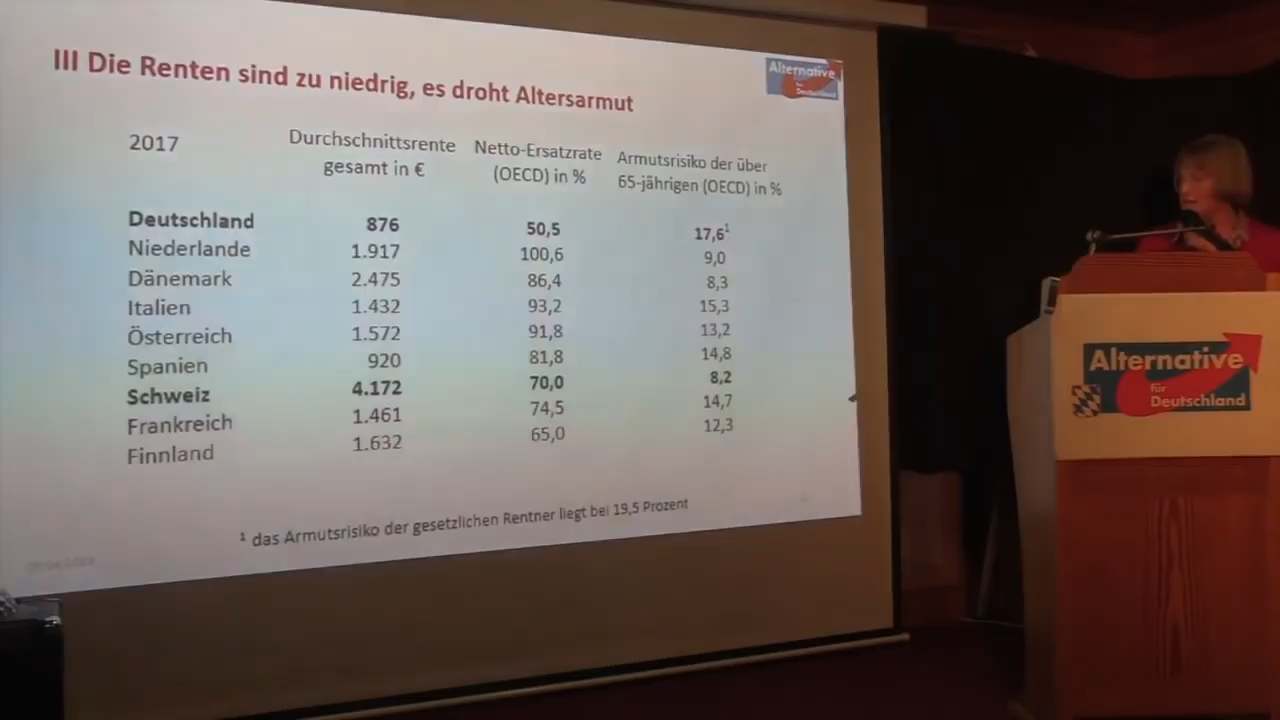 III Die Renten sind zu niedrig, es droht Altersarmut
Alternative
für
Deutschland
2017
Durchschnittsrente
gesamt in €
Netto-Ersatzrate
(OECD) in %
Armutsrisiko der über
65-jährigen (OECD) in %
Deutschland 876 50,5 17,6¹
Niederlande 1.917 100,6 9,0
Dänemark 2.475 86,4 8,3
Italien 1.432 93,2 15,3
Österreich 1.572 91,8 13,2
Spanien 920 81,8 14,8
Schweiz 4.172 70,0 8,2
Frankreich 1.461 74,5 14,7
Finnland 1.632 65,0 12,3
¹ das Armutsrisiko der gesetzlichen Rentner liegt bei 19,5 Prozent
Alternative
für
Deutschland